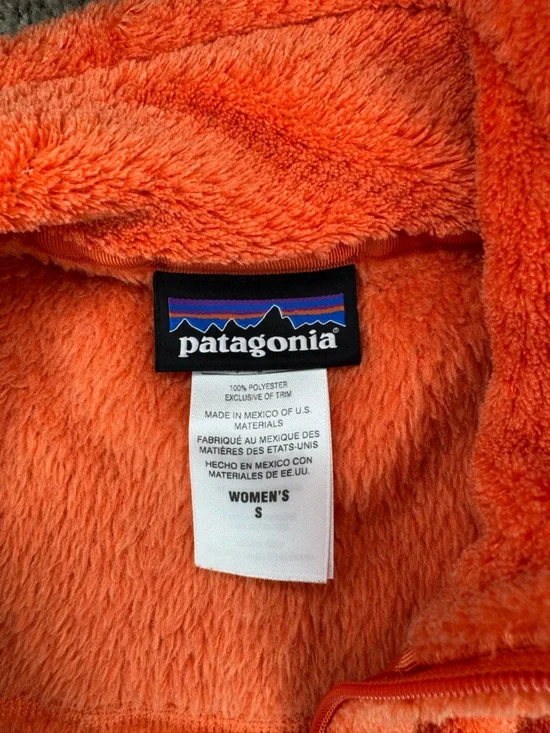 patagonia®
100% POLYESTER
EXCLUSIVE OF TRIM
MADE IN MEXICO OF U.S.
MATERIALS
FABRIQUÉ AU MEXIQUE DES
MATIÈRES DES ETATS-UNIS
HECHO EN MEXICO CON
MATERIALES DE EE.UU.
WOMEN'S
S